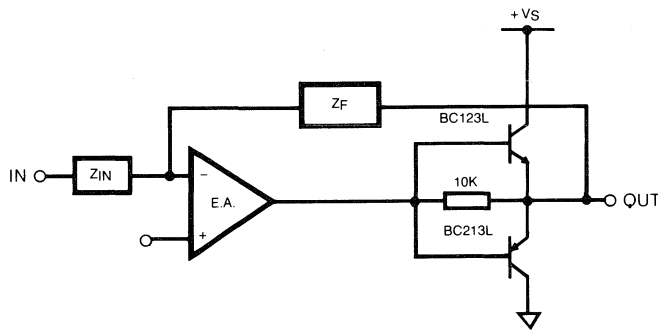 +VS
ZF
BC123L
IN
ZIN
−
E.A.
10K
OUT
BC213L
+